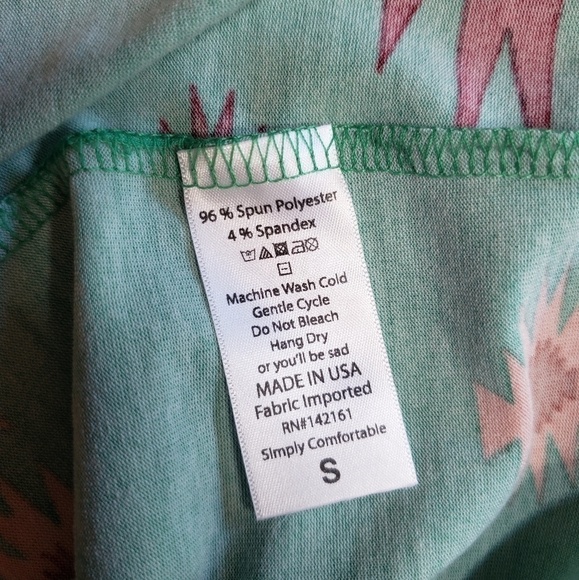 96 % Spun Polyester
4 % Spandex
Machine Wash Cold
Gentle Cycle
Do Not Bleach
Hang Dry
or you'll be sad
MADE IN USA
Fabric Imported
RN#142161
Simply Comfortable
S